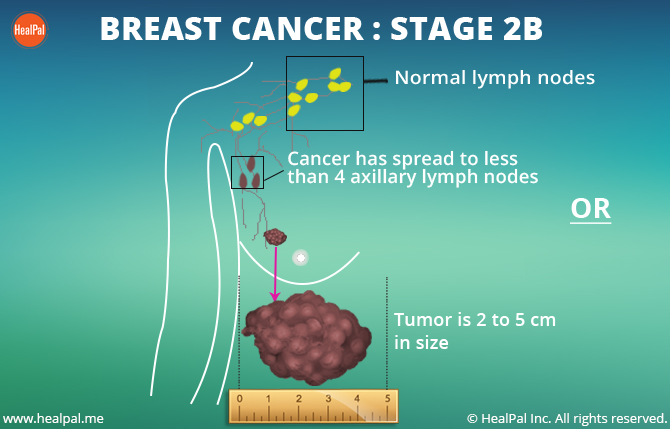 HealPal
BREAST CANCER : STAGE 2B
Normal lymph nodes
Cancer has spread to less
than 4 axillary lymph nodes
OR
Tumor is 2 to 5 cm
in size
0 1 2 3 4 5
www.healpal.me
© HealPal Inc. All rights reserved.